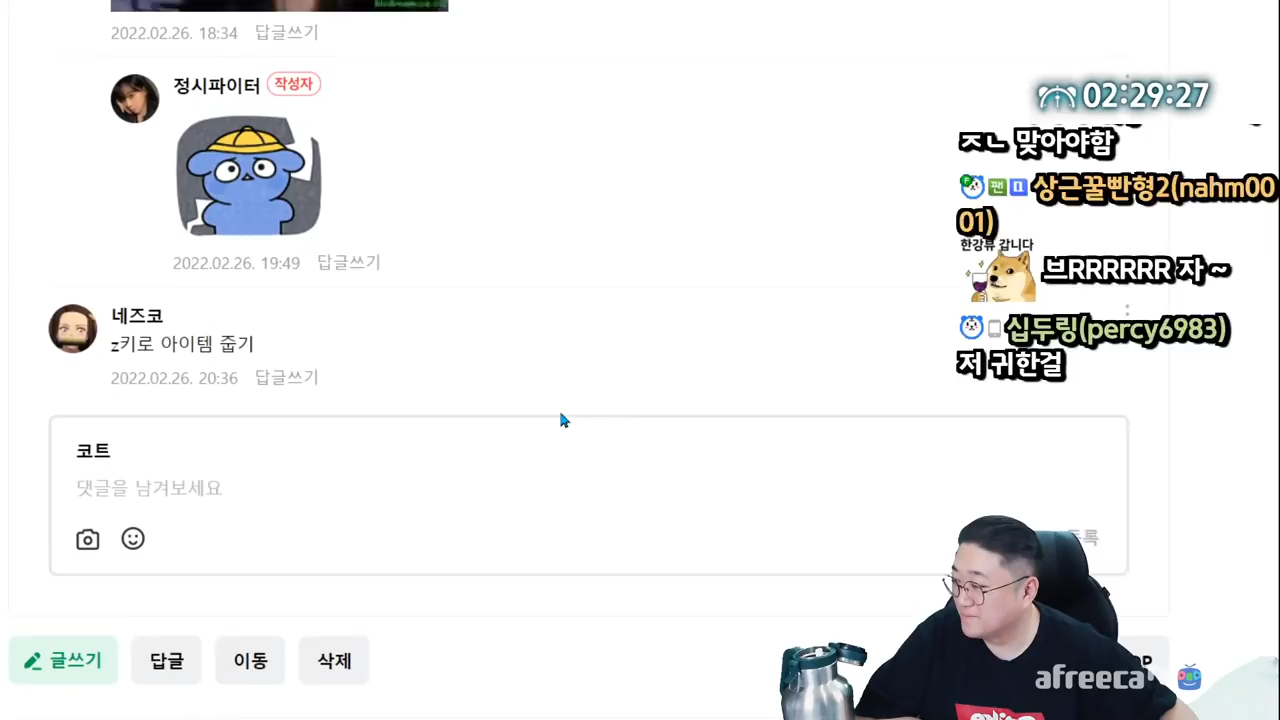 2022.02.26. 18:34 답글쓰기
정시파이터 작성자
2022.02.26. 19:49 답글쓰기
네즈코
z키로 아이템 줍기
2022.02.26. 20:36 답글쓰기
코트
댓글을 남겨보세요
글쓰기 답글 이동 삭제
02:29:27
ㅈㄴ 맞아야함
팬 상근꿀빤형2(nahm00
01)
한강뷰 갑니다
브RRRRRR 자 ~
십두링(percy6983)
저 귀한걸
afreeca